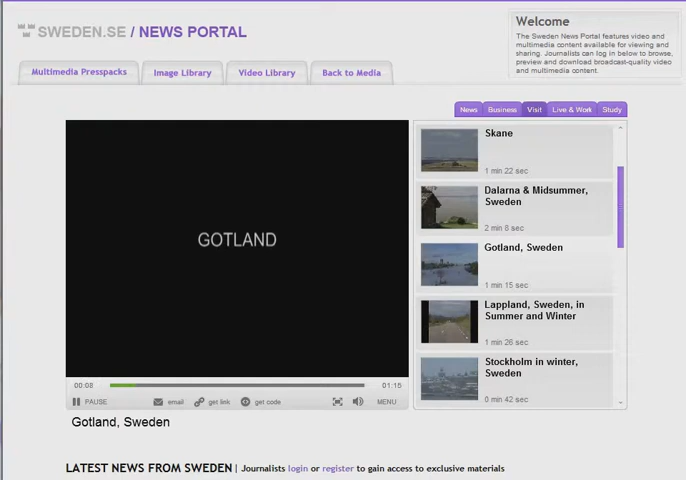 SWEDEN.SE / NEWS PORTAL
Welcome
The Sweden News Portal features video and
multimedia content available for viewing and
sharing. Journalists can log in below to browse,
preview and download broadcast-quality video
and multimedia text.
Multimedia Presspacks
Image Library
Video Library
Back to Media
News
Business
Visit
Live & Work
Study
GOTLAND
Skane
1 min 22 sec
Dalarna & Midsummer,
Sweden
2 min 8 sec
Gotland, Sweden
1 min 15 sec
Lappland, Sweden, in
Summer and Winter
1 min 26 sec
Stockholm in winter,
Sweden
0 min 42 sec
00:08
01:15
PAUSE
email
get link
get code
MENU
Gotland, Sweden
LATEST NEWS FROM SWEDEN | Journalists login or register to gain access to exclusive materials